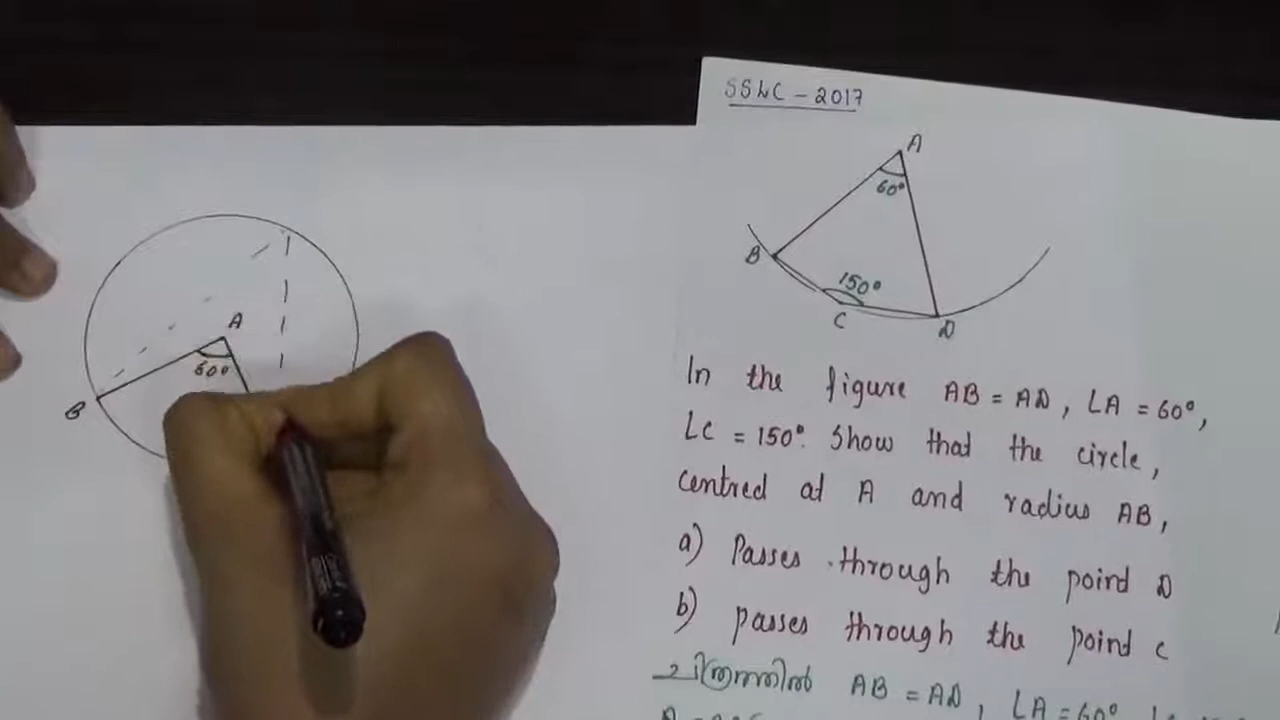 SSLC - 2017
A
60°
B
150°
C
D
A
60°
B
In the figure AB = AD, ∠A = 60°,
∠C = 150°. Show that the circle,
centred at A and radius AB,
a) Passes through the point D
b) passes through the point C
ചിത്രത്തിൽ AB = AD, ∠A = 60°